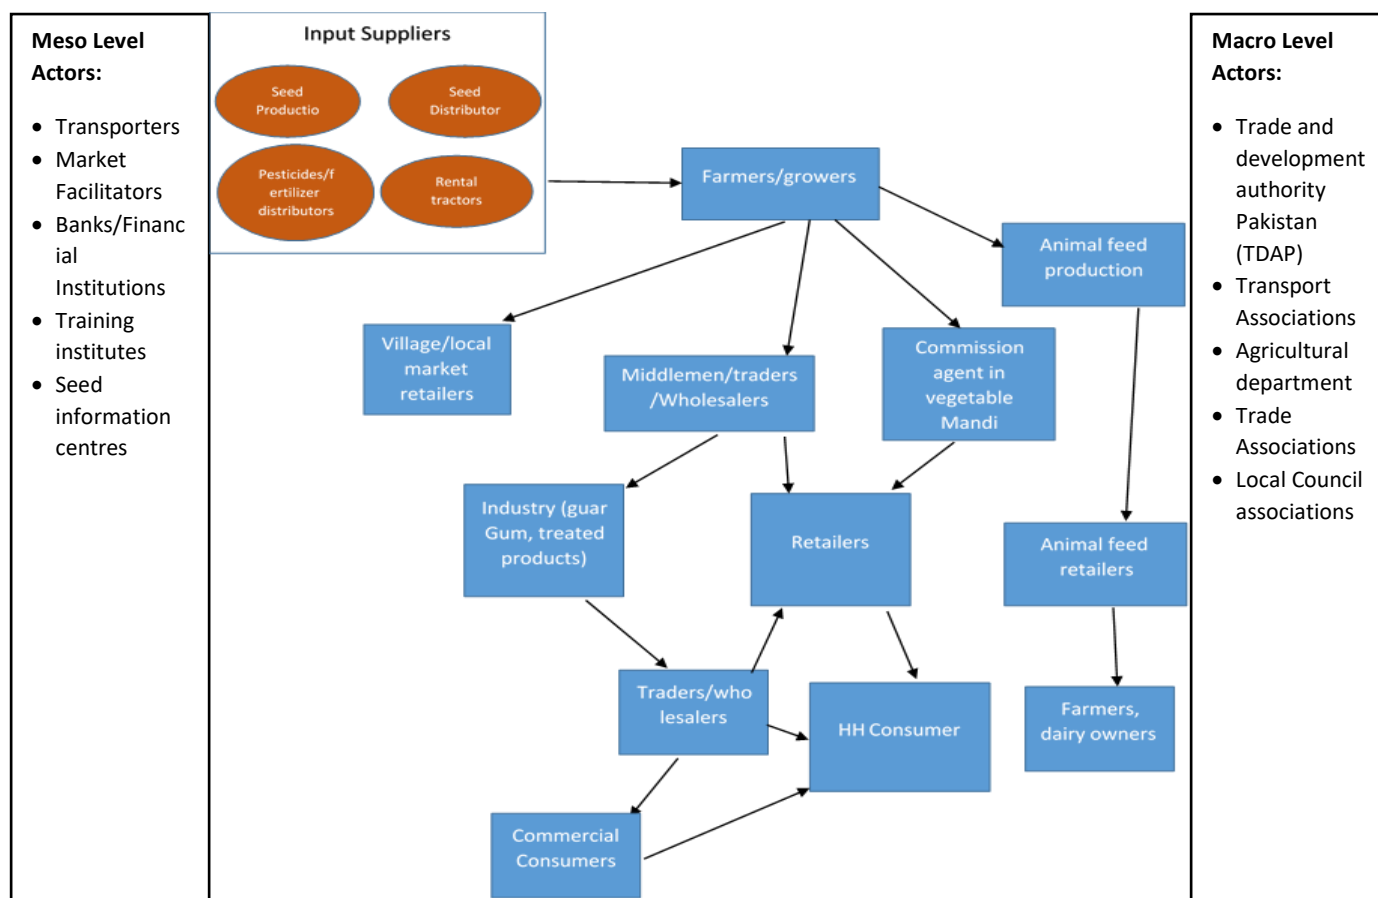 Meso Level
Actors:
• Transporters
• Market
Facilitators
• Banks/Financ
ial
Institutions
• Training
institutes
• Seed
information
centres
Input Suppliers
Seed
Productio
Seed
Distributor
Pesticides/f
ertilizer
distributors
Rental
tractors
Farmers/growers
Animal feed
production
Village/local
market
retailers
Middlemen/traders
/Wholesalers
Commission
agent in
vegetable
Mandi
Industry (guar
Gum, treated
products)
Retailers
Animal feed
retailers
Traders/who
lesalers
HH Consumer
Farmers,
dairy owners
Commercial
Consumers
Macro Level
Actors:
• Trade and
development
authority
Pakistan
(TDAP)
• Transport
Associations
• Agricultural
department
• Trade
Associations
• Local Council
associations